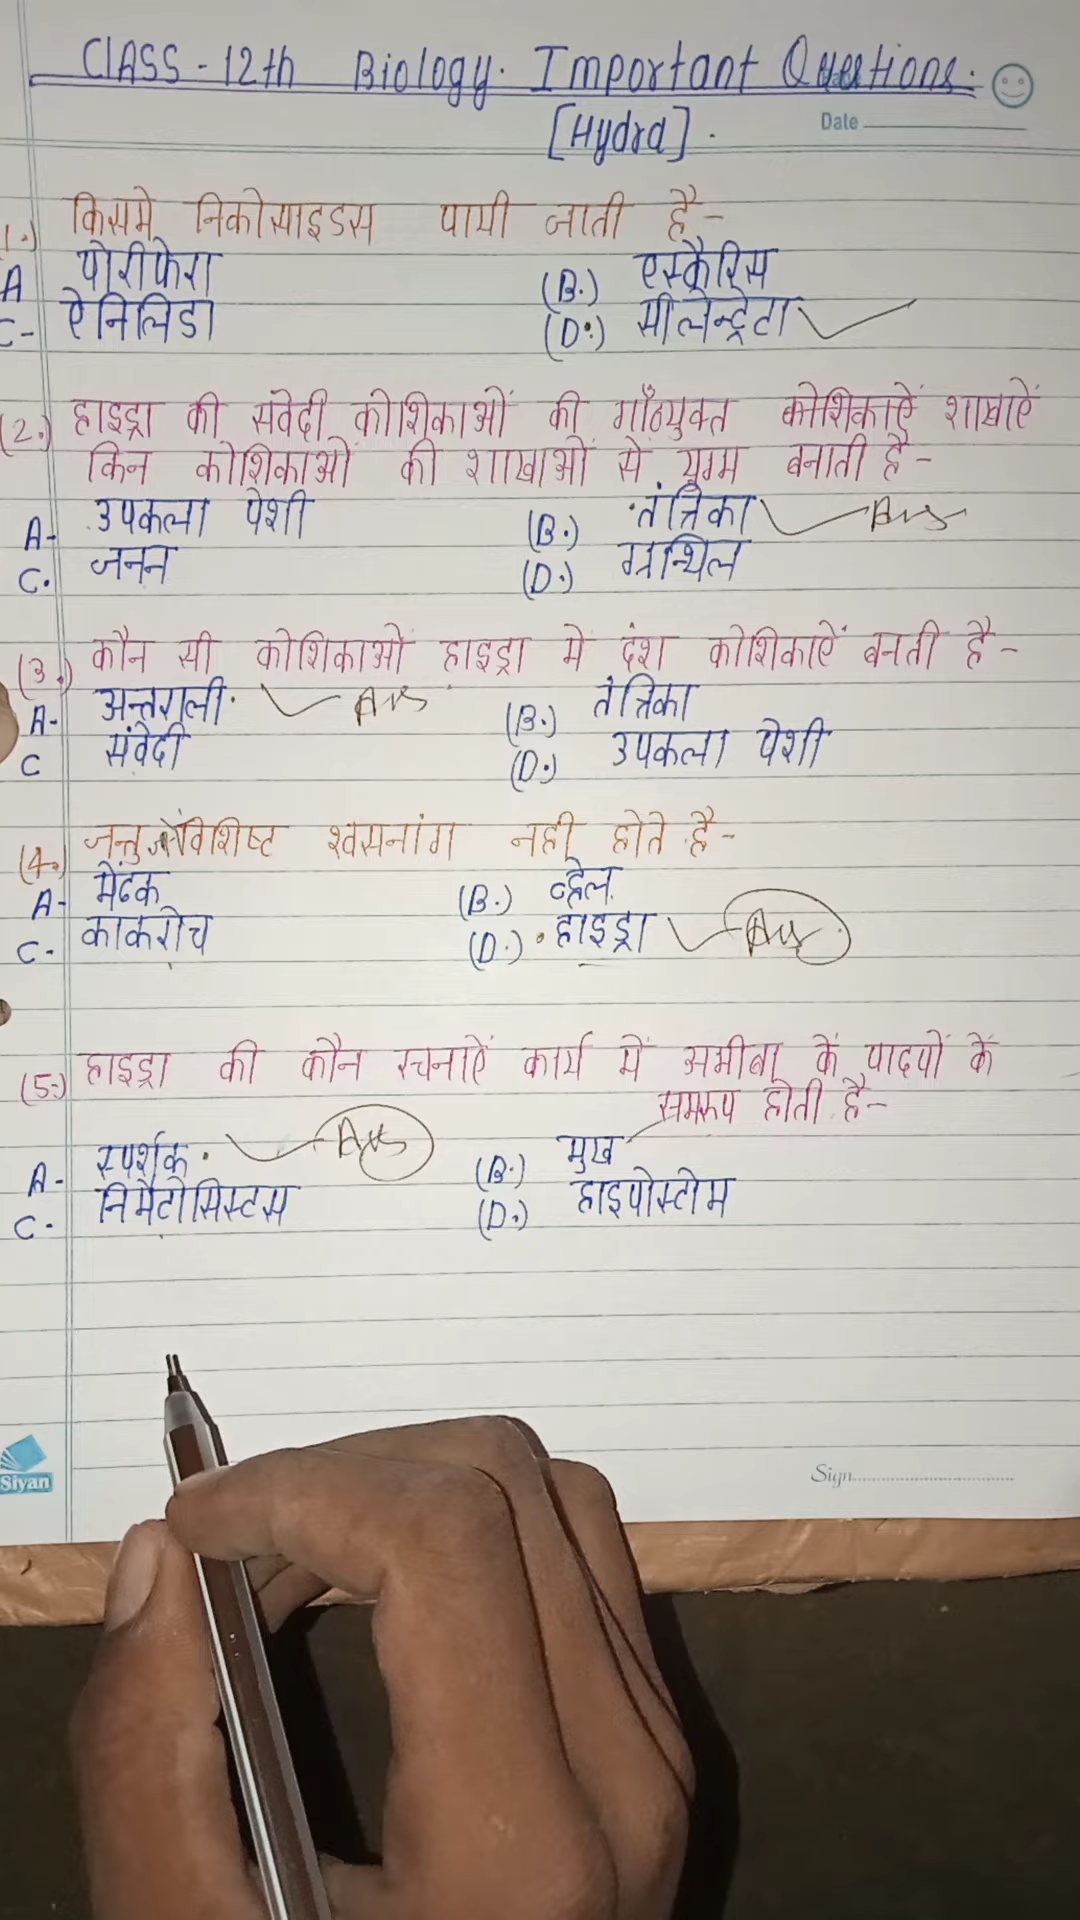 CLASS - 12th Biology. Important Questions.
[Hydra].
Date
1.) किसमे निकोसाइडस पायी जाती है-
A पोरीफेरा (B.) एस्कैरिस
C- ऐनिलिडा (D.) सीलेन्ट्रेटा
(2.) हाइड्रा की संवेदी कोशिकाओं की गाँठयुक्त कोशिकाऐं शाखाऐं
किन कोशिकाओं की शाखाओं से युग्म बनाती है-
A- उपकला पेशी (B.) तंत्रिका Ans
C. जनन (D.) ग्रन्थिल
(3.) कौन सी कोशिकाओं हाइड्रा में दंश कोशिकाऐं बनती है-
A- अन्तराली. Ans (B.) तंत्रिका
C संवेदी (D.) उपकला पेशी
(4.) जन्तु विशिष्ट श्वसनांग नही होते है-
A- मेंढक (B.) व्हेल.
C- काकरोच (D.) हाइड्रा Ans
(5.) हाइड्रा की कौन रचनाऐं कार्य में अमीबा कें पादपों कें
समरुप होती है-
A- स्पर्शक. Ans (B.) मुख
C- निमैटोसिस्टस (D.) हाइपोस्टोम
Siyan
Sign